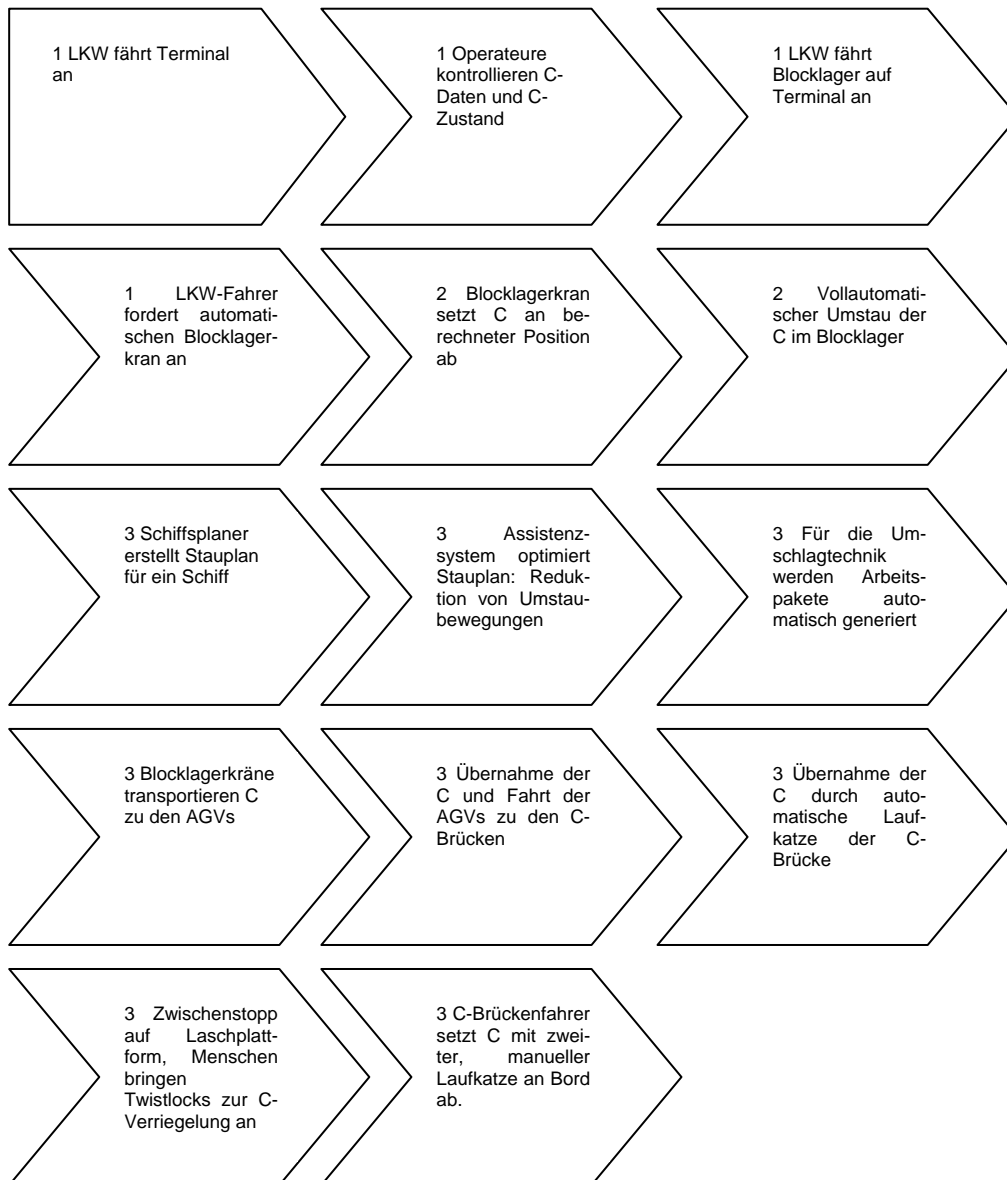 1 LKW fährt Terminal
an
1 Operateure
kontrollieren C-
Daten und C-
Zustand
1 LKW fährt
Blocklager auf
Terminal an
1 LKW-Fahrer
fordert automati-
schen Blocklager-
kran an
2 Blocklagerkran
setzt C an be-
rechneter Position
ab
2 Vollautomati-
scher Umstau der
C im Blocklager
3 Schiffsplaner
erstellt Stauplan
für ein Schiff
3 Assistenz-
system optimiert
Stauplan: Reduk-
tion von Umstau-
bewegungen
3 Für die Um-
schlagtechnik
werden Arbeits-
pakete auto-
matisch generiert
3 Blocklagerkräne
transportieren C
zu den AGVs
3 Übernahme der
C und Fahrt der
AGVs zu den C-
Brücken
3 Übernahme der
C durch auto-
matische Lauf-
katze der C-
Brücke
3 Zwischenstopp
auf Laschplatt-
form, Menschen
bringen
Twistlocks zur C-
Verriegelung an
3 C-Brückenfahrer
setzt C mit zwei-
ter, manueller
Laufkatze an Bord
ab.